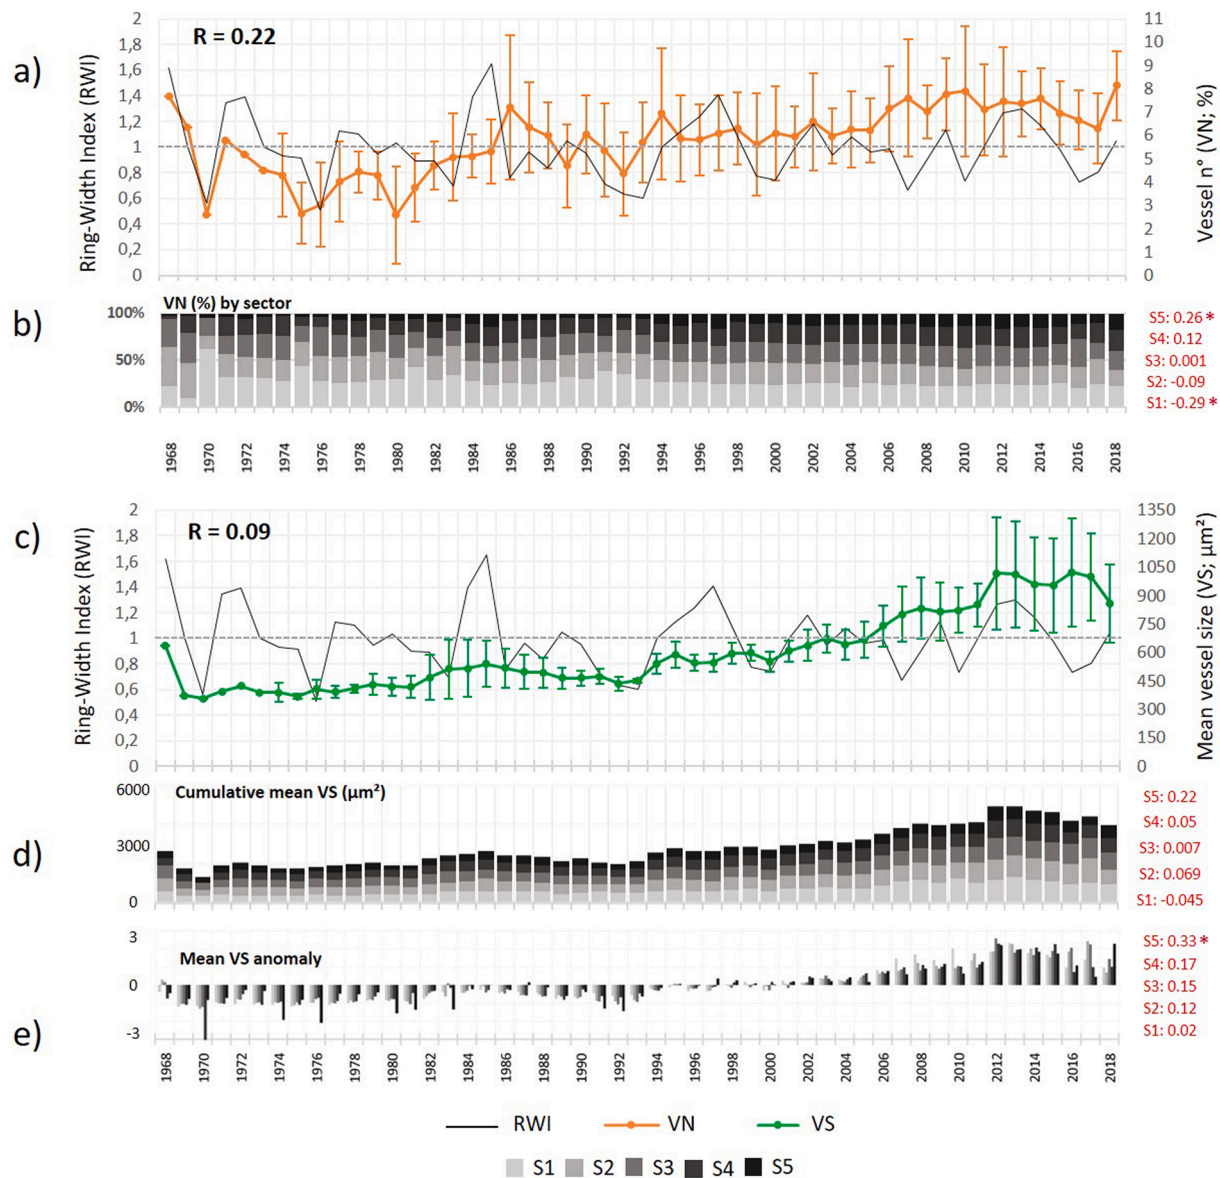 a)
R = 0.22
Ring-Width Index (RWI)
2
1,8
1,6
1,4
1,2
1
0,8
0,6
0,4
0,2
0
11
10
9
8
7
6
5
4
3
2
1
0
Vessel n° (VN; %)
b)
VN (%) by sector
100%
50%
0%
S5: 0.26 *
S4: 0.12
S3: 0.001
S2: -0.09
S1: -0.29 *
1968 1970 1972 1974 1976 1978 1980 1982 1984 1986 1988 1990 1992 1994 1996 1998 2000 2002 2004 2006 2008 2010 2012 2014 2016 2018
c)
R = 0.09
Ring-Width Index (RWI)
2
1,8
1,6
1,4
1,2
1
0,8
0,6
0,4
0,2
0
1350
1200
1050
900
750
600
450
300
150
0
Mean vessel size (VS; µm²)
d)
Cumulative mean VS (µm²)
6000
3000
0
S5: 0.22
S4: 0.05
S3: 0.007
S2: 0.069
S1: -0.045
e)
Mean VS anomaly
3
0
-3
S5: 0.33 *
S4: 0.17
S3: 0.15
S2: 0.12
S1: 0.02
1968 1970 1972 1974 1976 1978 1980 1982 1984 1986 1988 1990 1992 1994 1996 1998 2000 2002 2004 2006 2008 2010 2012 2014 2016 2018
RWI VN VS
S1 S2 S3 S4 S5